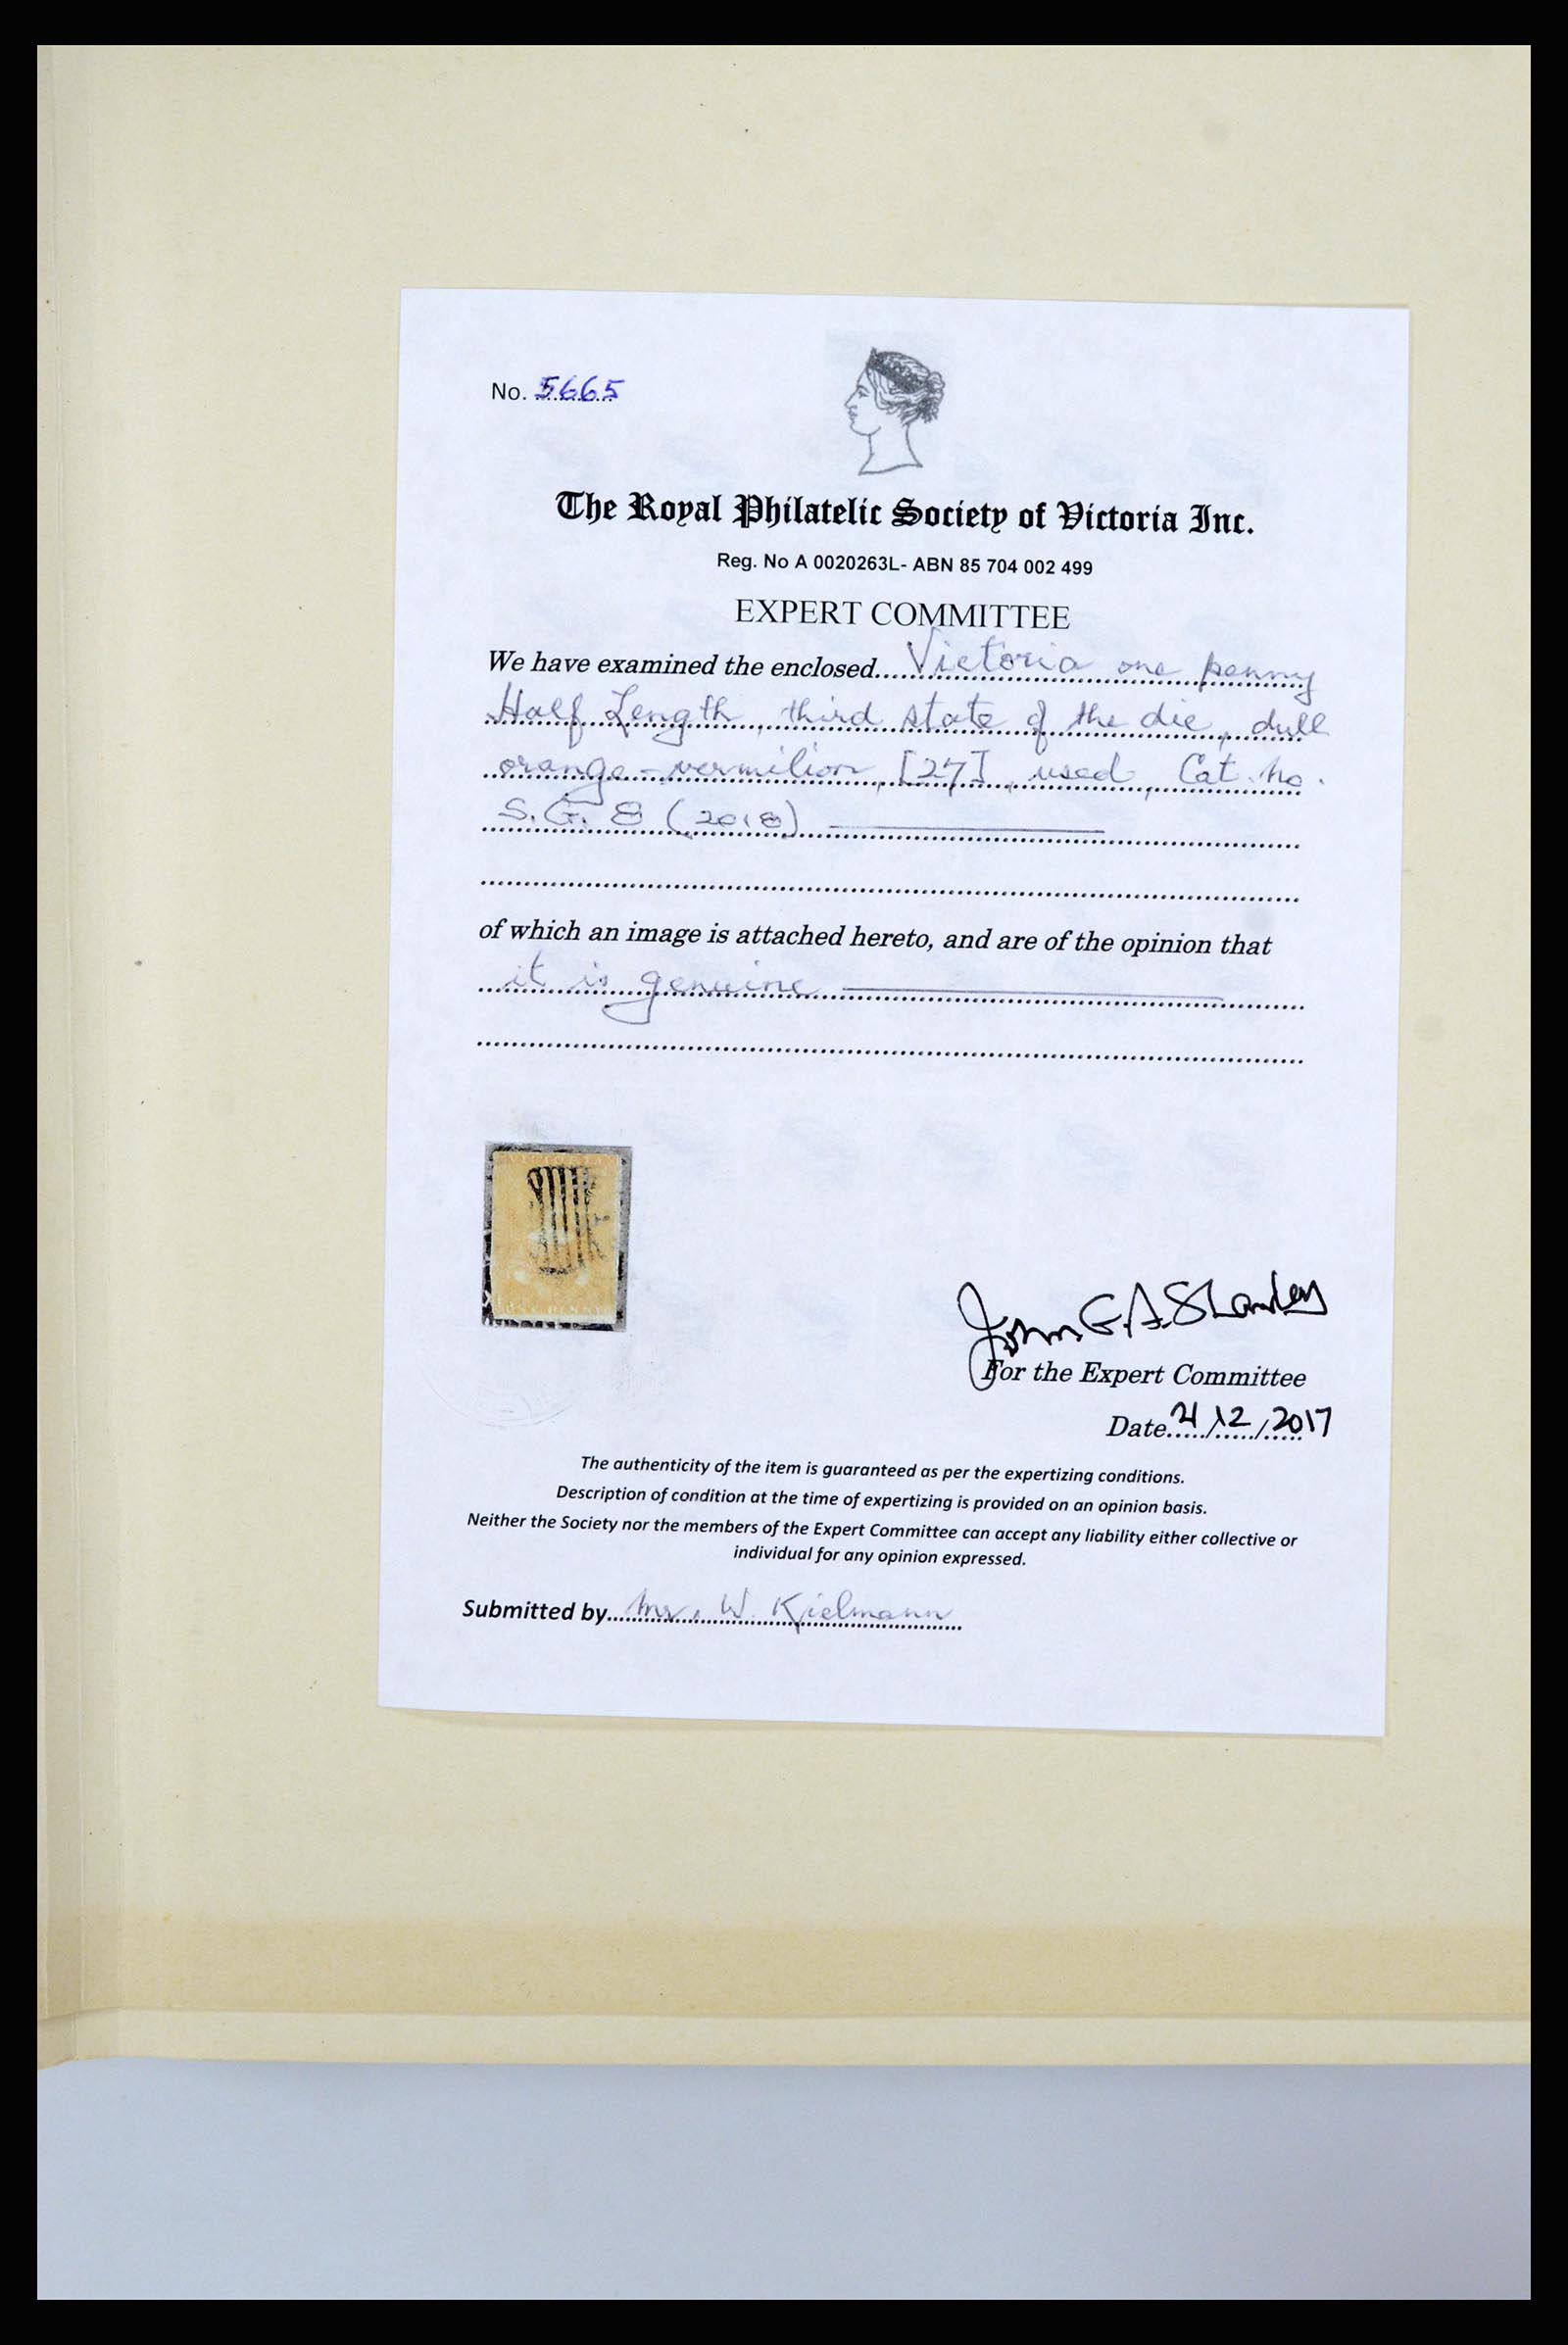 No. 5665
The Royal Philatelic Society of Victoria Inc.
Reg. No A 0020263L- ABN 85 704 002 499
EXPERT COMMITTEE
We have examined the enclosed Victoria one penny
Half Length, third state of the die, dull
orange-vermilion, [27], used, Cat. no.
S.G. 8 (2018)
of which an image is attached hereto, and are of the opinion that
it is genuine
VICTORIA
ONE PENNY
John G.A. Shawley
For the Expert Committee
Date 21/12/2017
The authenticity of the item is guaranteed as per the expertizing conditions.
Description of condition at the time of expertizing is provided on an opinion basis.
Neither the Society nor the members of the Expert Committee can accept any liability either collective or
individual for any opinion expressed.
Submitted by Mr. W. Kielmann